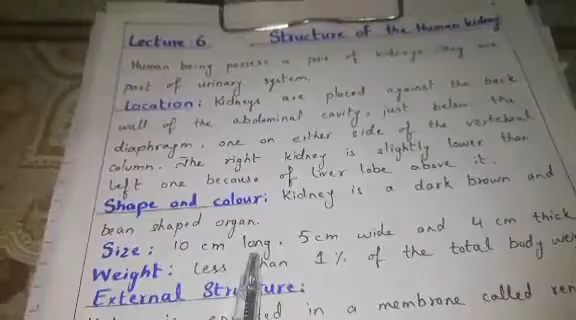 Lecture 6 Structure of the Human kidney
Human being possess a pair of kidneys they are
part of urinary system.
Location: Kidneys are placed against the back
wall of the abdominal cavity, just below the
diaphragm, one on either side of the vertebral
column. The right kidney is slightly lower than
left one because of liver lobe above it.
Shape and colour: Kidney is a dark brown and
bean shaped organ.
Size: 10 cm long, 5cm wide and 4 cm thick
Weight: Less than 1% of the total body wei
External Structure:
in a membrane called ren